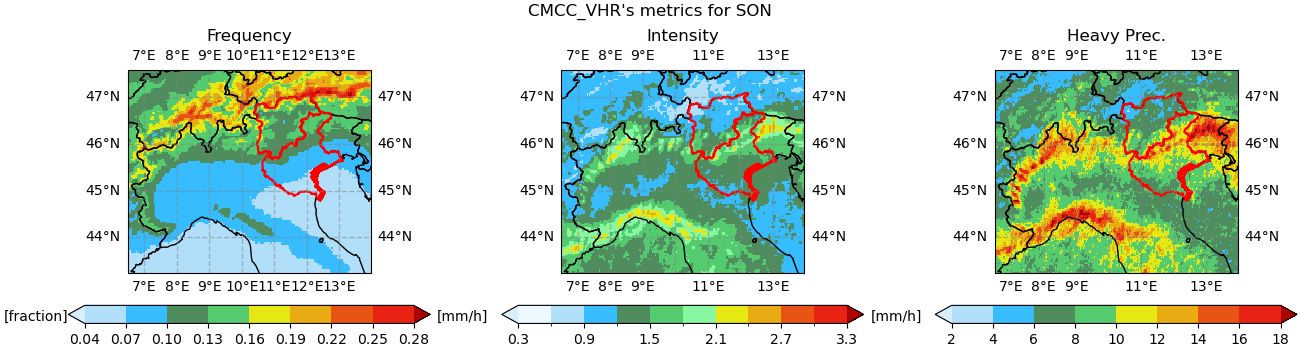 CMCC_VHR's metrics for SON
Frequency
Intensity
Heavy Prec.
7°E 8°E 9°E 10°E 11°E 12°E 13°E
7°E 8°E 9°E 11°E 13°E
7°E 8°E 9°E 11°E 13°E
47°N 47°N 47°N 47°N 47°N 47°N
46°N 46°N 46°N 46°N 46°N 46°N
45°N 45°N 45°N 45°N 45°N 45°N
44°N 44°N 44°N 44°N 44°N 44°N
7°E 8°E 9°E 10°E 11°E 12°E 13°E
7°E 8°E 9°E 11°E 13°E
7°E 8°E 9°E 11°E 13°E
[fraction] [mm/h] [mm/h]
0.04 0.07 0.10 0.13 0.16 0.19 0.22 0.25 0.28
0.3 0.9 1.5 2.1 2.7 3.3
2 4 6 8 10 12 14 16 18